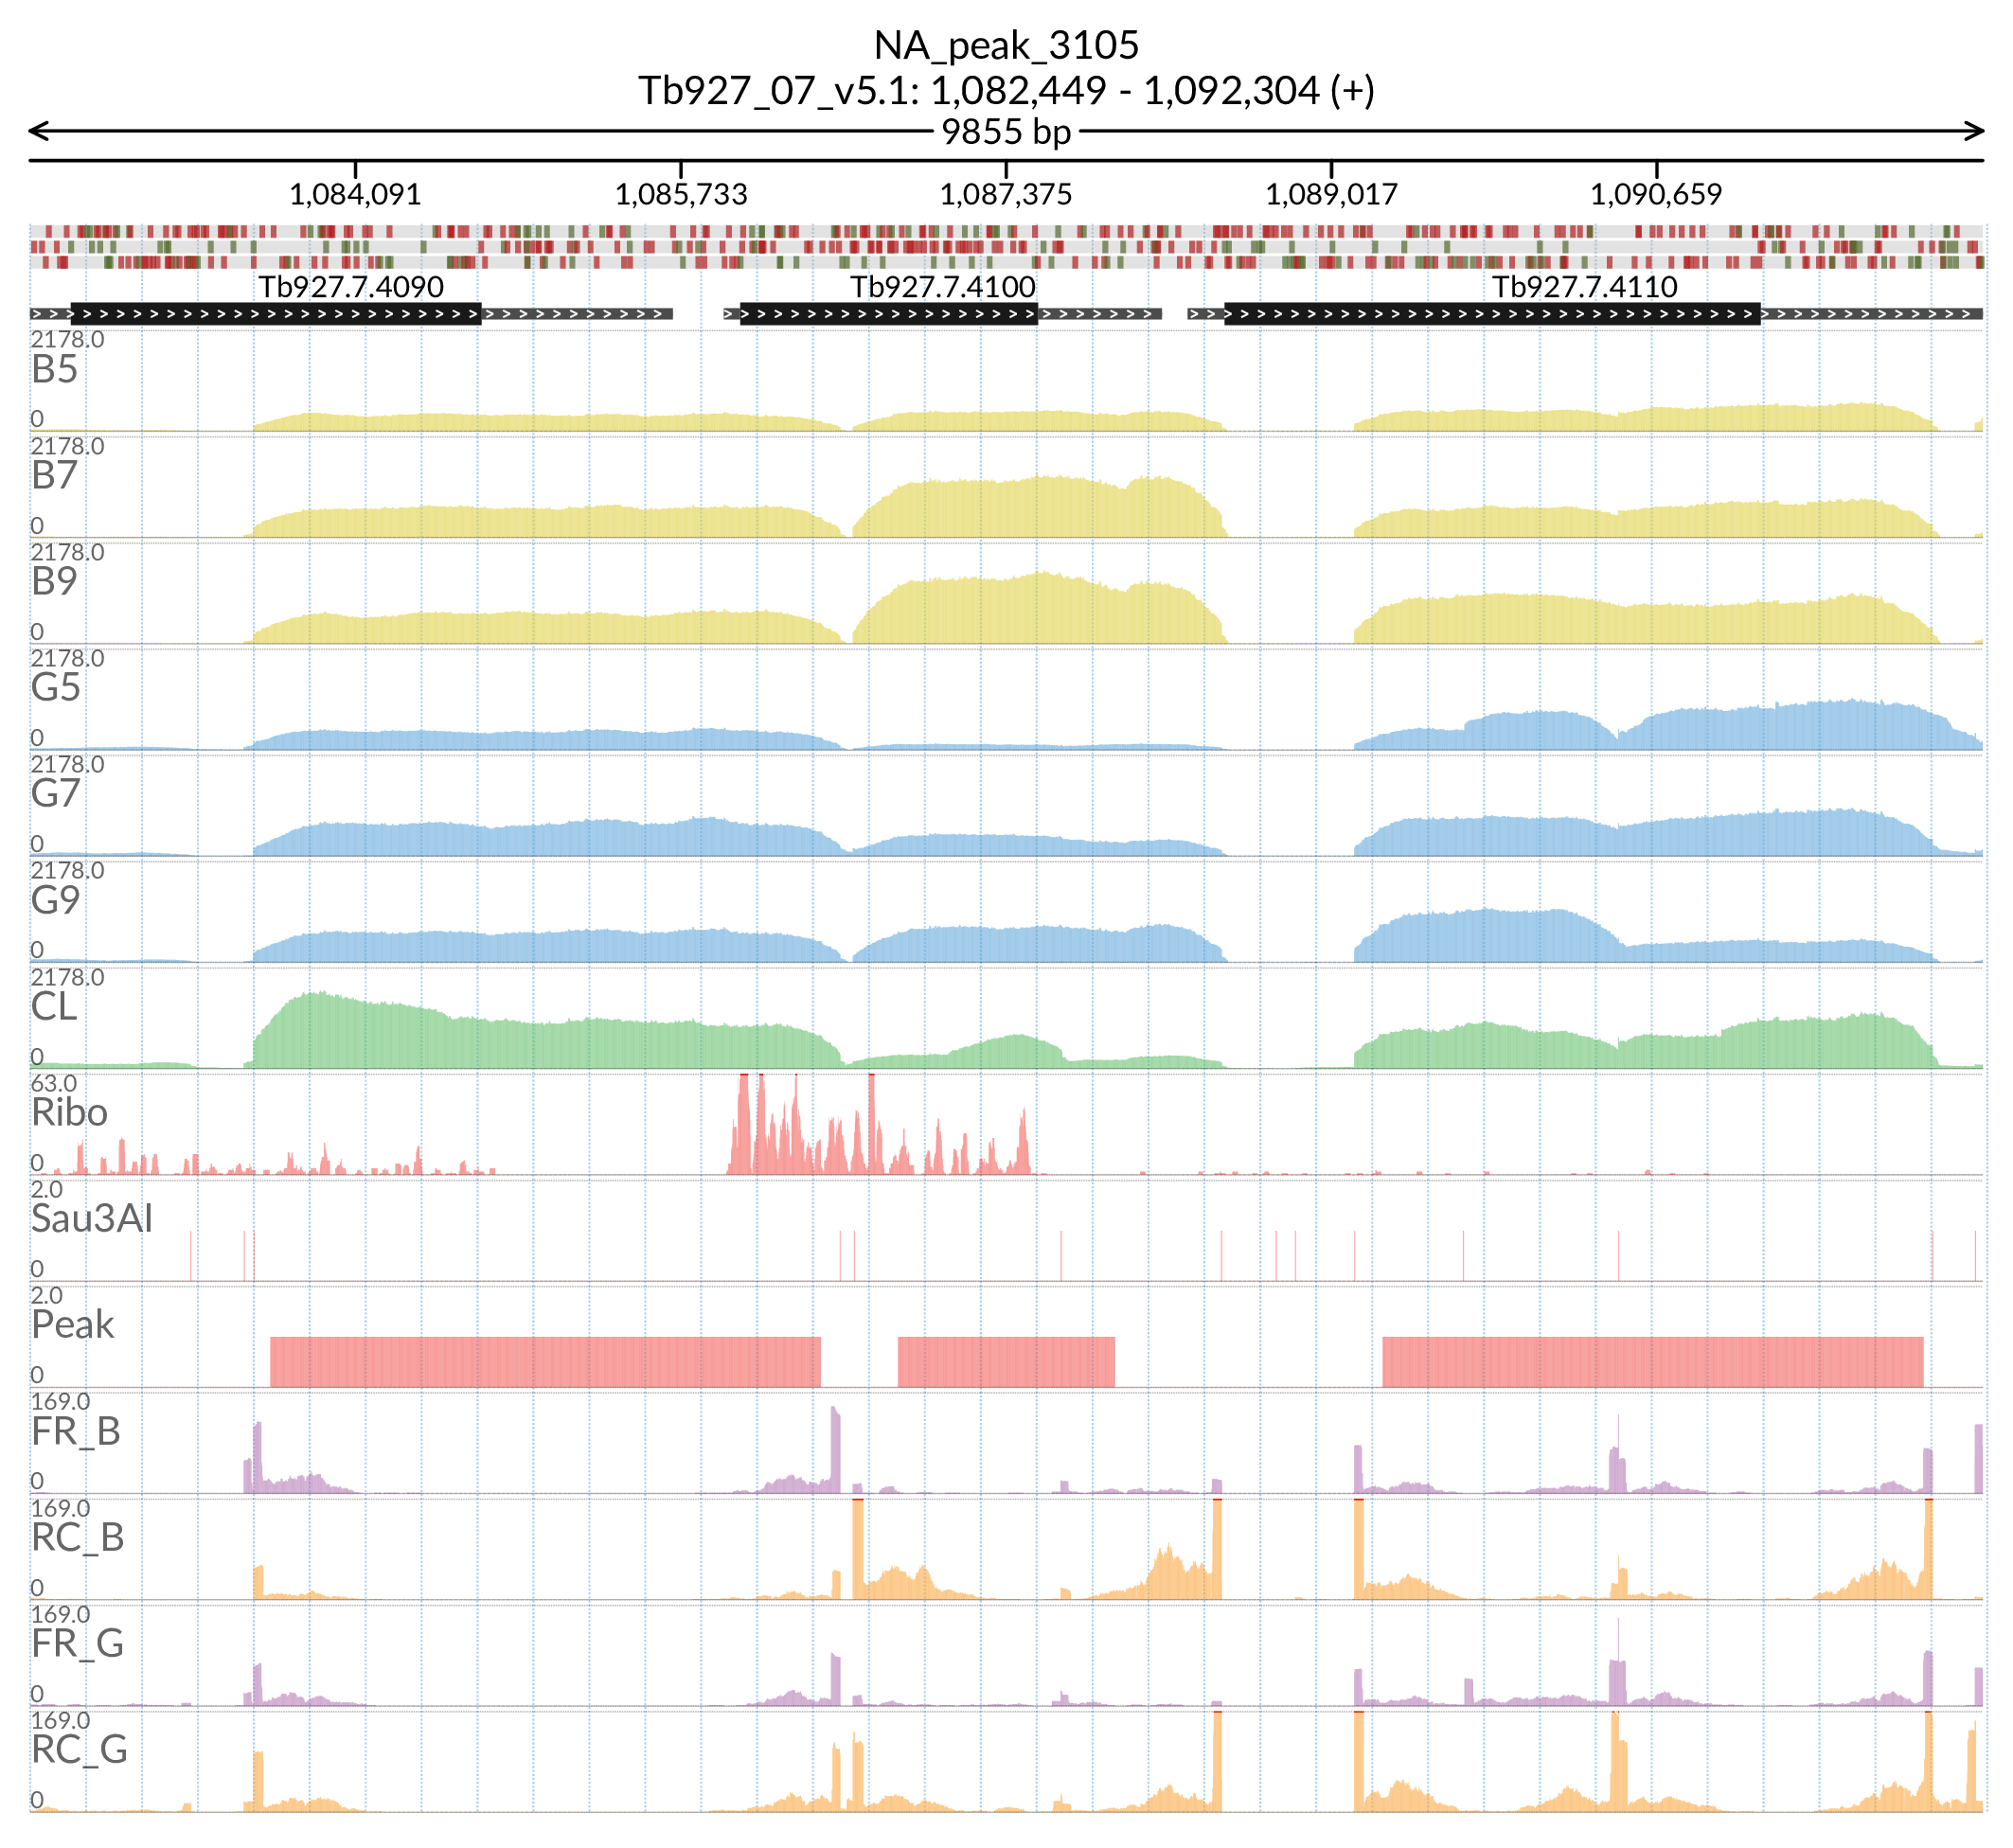 NA_peak_3105
Tb927_07_v5.1: 1,082,449 - 1,092,304 (+)
9855 bp
1,084,091 1,085,733 1,087,375 1,089,017 1,090,659
Tb927.7.4090 Tb927.7.4100 Tb927.7.4110
2178.0
B5
0
2178.0
B7
0
2178.0
B9
0
2178.0
G5
0
2178.0
G7
0
2178.0
G9
0
2178.0
CL
0
63.0
Ribo
0
2.0
Sau3AI
0
2.0
Peak
0
169.0
FR_B
0
169.0
RC_B
0
169.0
FR_G
0
169.0
RC_G
0